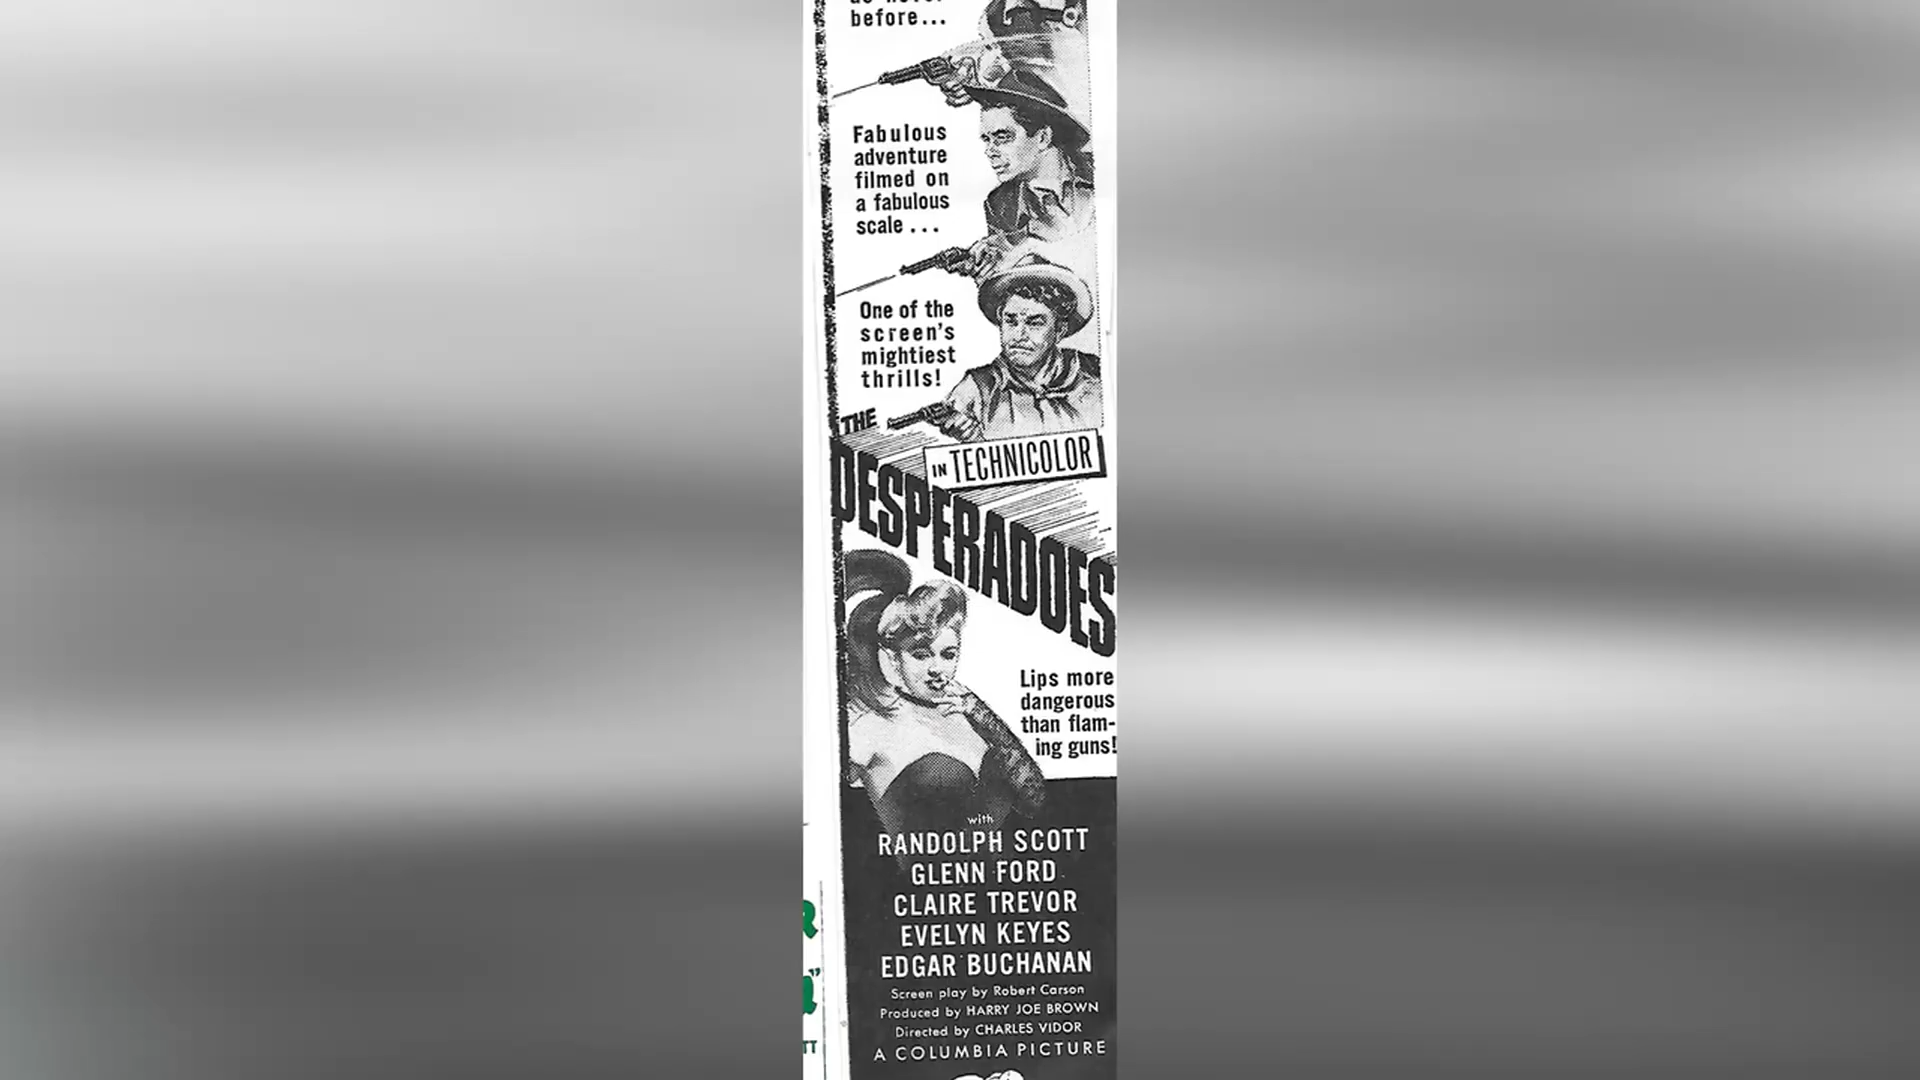 before...
Fabulous
adventure
filmed on
a fabulous
scale...
One of the
screen's
mightiest
thrills!
THE
IN TECHNICOLOR
DESPERADOES
Lips more
dangerous
than flam-
ing guns!
with
RANDOLPH SCOTT
GLENN FORD
CLAIRE TREVOR
EVELYN KEYES
EDGAR BUCHANAN
Screen play by Robert Carson
Produced by HARRY JOE BROWN
Directed by CHARLES VIDOR
A COLUMBIA PICTURE